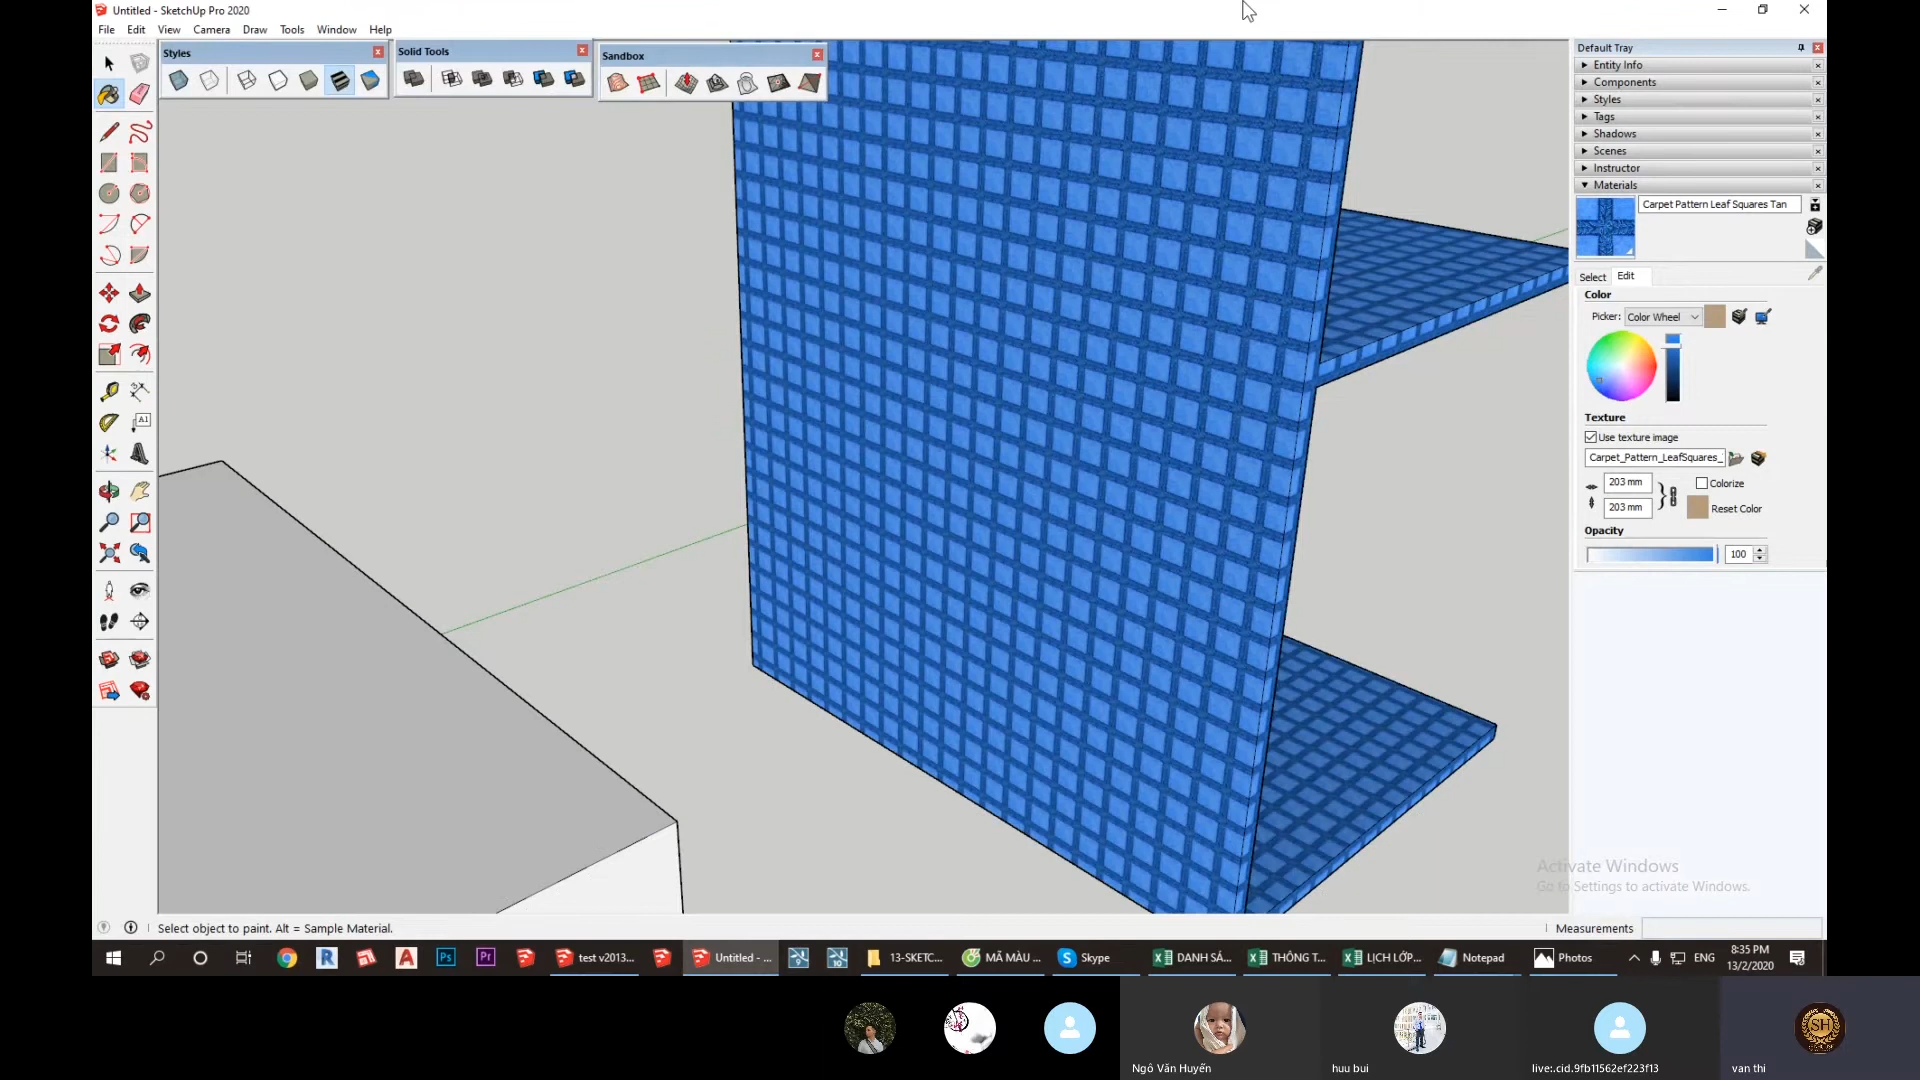 Untitled - SketchUp Pro 2020
File Edit View Camera Draw Tools Window Help
Styles
Solid Tools
Sandbox
Default Tray
Entity Info
Components
Styles
Tags
Shadows
Scenes
Instructor
Materials
Carpet Pattern Leaf Squares Tan
Select Edit
Color
Picker: Color Wheel
Texture
Use texture image
Carpet_Pattern_LeafSquares_
203 mm Colorize
203 mm Reset Color
Opacity
100
A1
Activate Windows
Go to Settings to activate Windows.
Select object to paint. Alt = Sample Material.
Measurements
test v2013...
Untitled - ...
13-SKETC...
MÃ MÀU ...
Skype
DANH SÁ...
THÔNG T...
LỊCH LỚP...
Notepad
Photos
ENG
8:35 PM
13/2/2020
Ps
Pr
SH
Ngô Văn Huyến
huu bui
live:.cid.9fb11562ef223f13
van thi